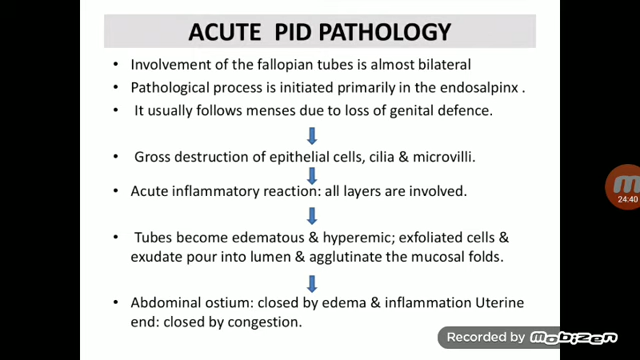 ACUTE PID PATHOLOGY
• Involvement of the fallopian tubes is almost bilateral
• Pathological process is initiated primarily in the endosalpinx .
• It usually follows menses due to loss of genital defence.
• Gross destruction of epithelial cells, cilia & microvilli.
• Acute inflammatory reaction: all layers are involved.
• Tubes become edematous & hyperemic; exfoliated cells &
exudate pour into lumen & agglutinate the mucosal folds.
• Abdominal ostium: closed by edema & inflammation Uterine
end: closed by congestion.
24:40
Recorded by mobizen